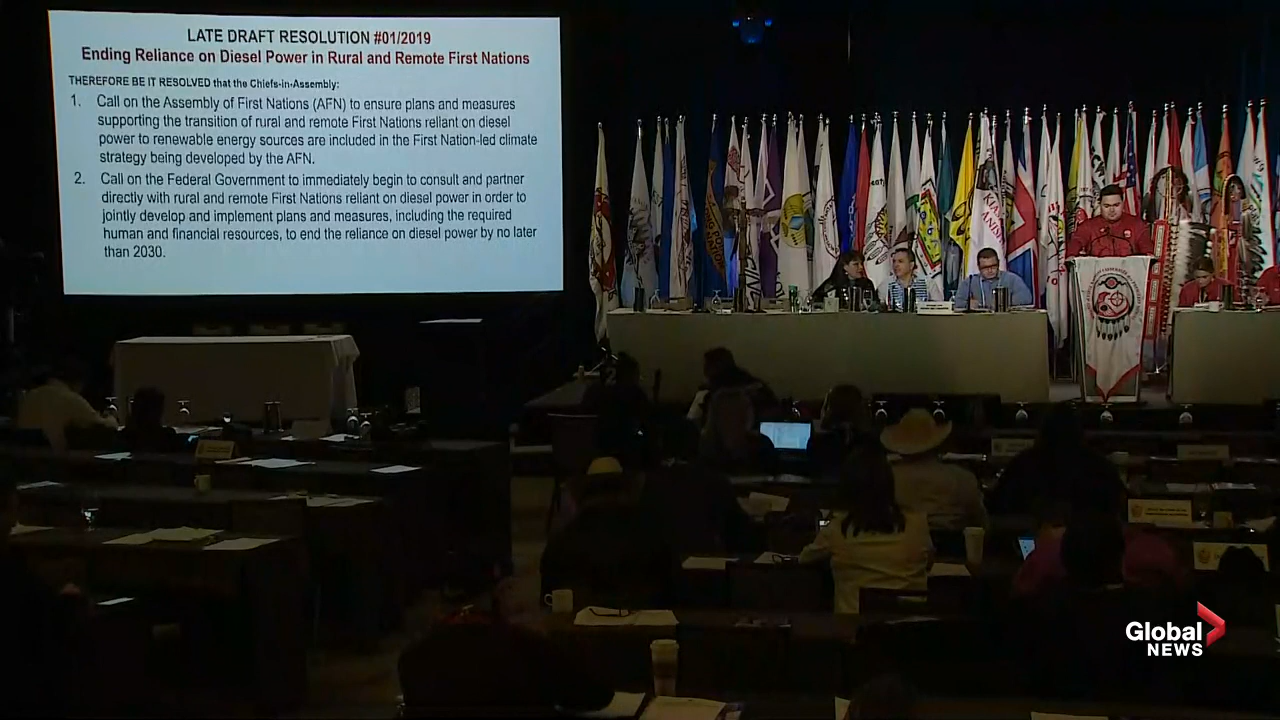 LATE DRAFT RESOLUTION #01/2019
Ending Reliance on Diesel Power in Rural and Remote First Nations
THEREFORE BE IT RESOLVED that the Chiefs-in-Assembly:
1. Call on the Assembly of First Nations (AFN) to ensure plans and measures
supporting the transition of rural and remote First Nations reliant on diesel
power to renewable energy sources are included in the First Nation-led climate
strategy being developed by the AFN.
2. Call on the Federal Government to immediately begin to consult and partner
directly with rural and remote First Nations reliant on diesel power in order to
jointly develop and implement plans and measures, including the required
human and financial resources, to end the reliance on diesel power by no later
than 2030.
Global
NEWS